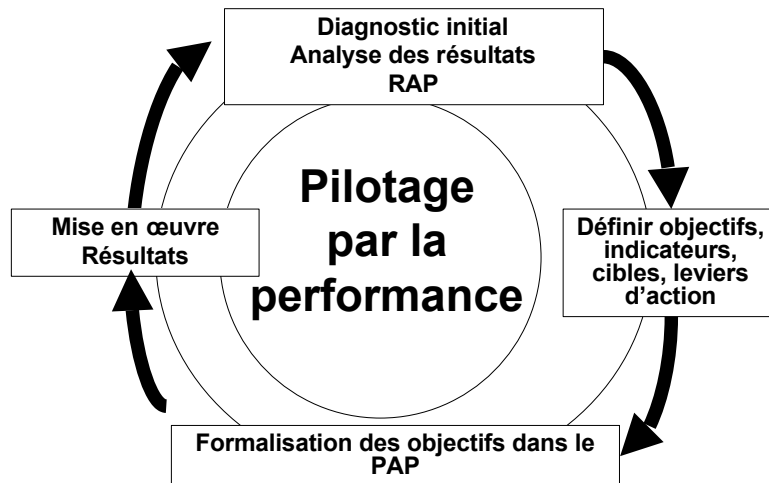 Diagnostic initial
Analyse des résultats
RAP
Pilotage
par la
performance
Mise en œuvre
Résultats
Définir objectifs,
indicateurs,
cibles, leviers
d’action
Formalisation des objectifs dans le
PAP